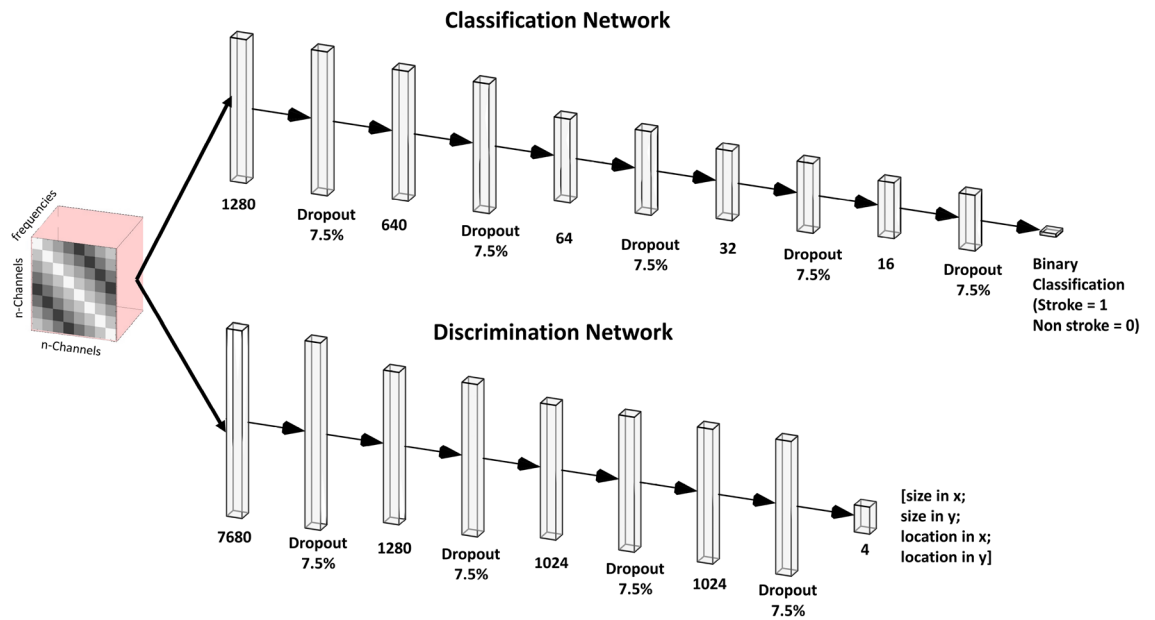 Classification Network
1280
Dropout
7.5%
640
Dropout
7.5%
64
Dropout
7.5%
32
Dropout
7.5%
16
Dropout
7.5%
Binary
Classification
(Stroke = 1
Non stroke = 0)
frequencies
n-Channels
n-Channels
Discrimination Network
7680
Dropout
7.5%
1280
Dropout
7.5%
1024
Dropout
7.5%
1024
Dropout
7.5%
4
[size in x;
size in y;
location in x;
location in y]